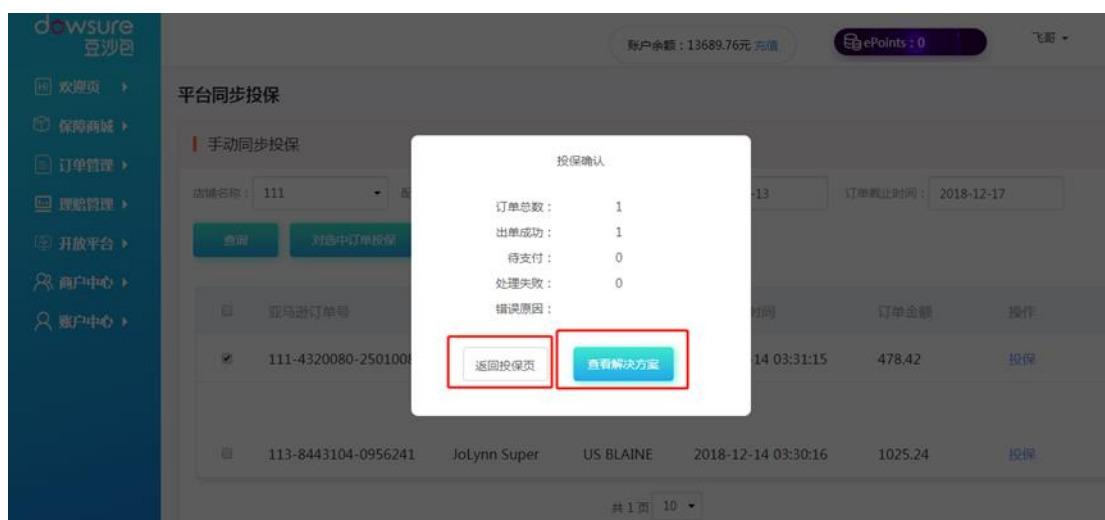 dowsure
豆沙包
账户余额：13689.76元 充值
ePoints : 0
飞哥
欢迎页
保障商城
订单管理
理赔管理
开放平台
商户中心
账户中心
平台同步投保
手动同步投保
店铺名称： 111
-13
订单截止时间： 2018-12-17
查询
对选中订单投保
投保确认
订单总数： 1
出单成功： 1
待支付： 0
处理失败： 0
错误原因：
返回投保页
查看解决方案
亚马逊订单号
时间
订单金额
操作
111-4320080-2501008
-14 03:31:15
478.42
投保
113-8443104-0956241
JoLynn Super
US BLAINE
2018-12-14 03:30:16
1025.24
投保
共 1 页 10